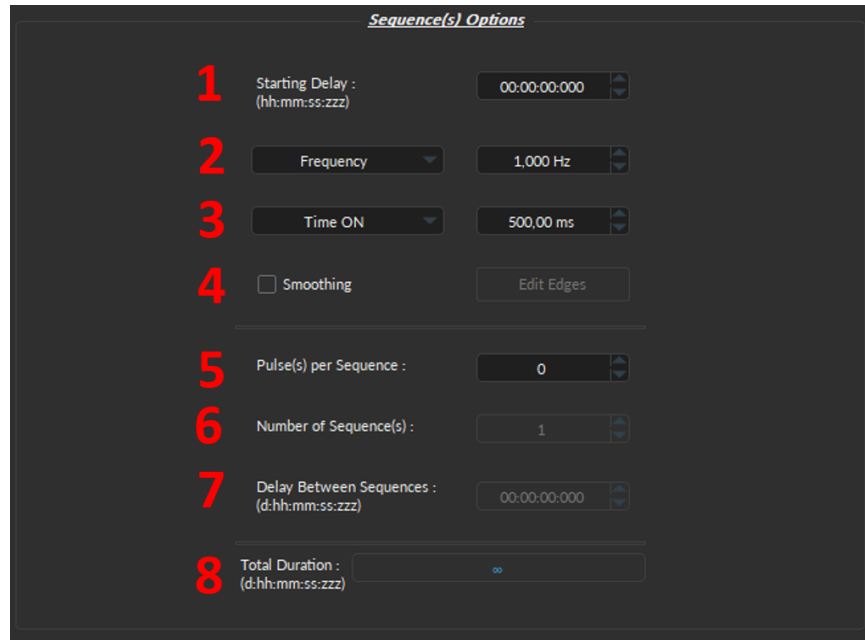 Sequence(s) Options
1 Starting Delay : 00:00:00:000
(hh:mm:ss:zzz)
2 Frequency 1,000 Hz
3 Time ON 500,00 ms
4 Smoothing Edit Edges
5 Pulse(s) per Sequence : 0
6 Number of Sequence(s) : 1
7 Delay Between Sequences : 00:00:00:000
(d:hh:mm:ss:zzz)
8 Total Duration : ∞
(d:hh:mm:ss:zzz)